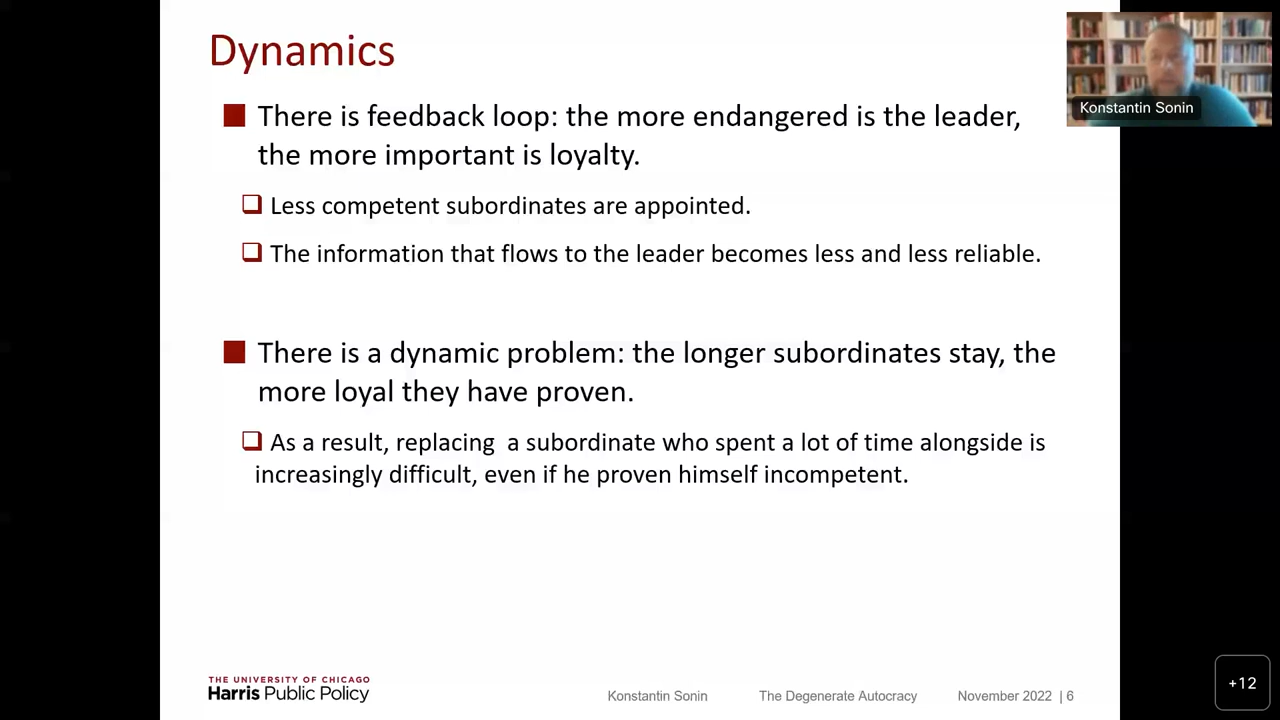 Dynamics
There is feedback loop: the more endangered is the leader,
the more important is loyalty.
Less competent subordinates are appointed.
The information that flows to the leader becomes less and less reliable.
There is a dynamic problem: the longer subordinates stay, the
more loyal they have proven.
As a result, replacing a subordinate who spent a lot of time alongside is
increasingly difficult, even if he proven himself incompetent.
THE UNIVERSITY OF CHICAGO
Harris Public Policy
Konstantin Sonin The Degenerate Autocracy November 2022 | 6
Konstantin Sonin
+12